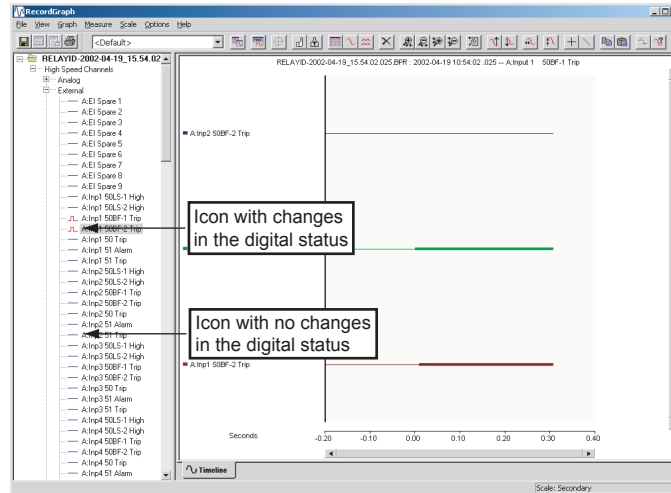 RecordGraph
File View Graph Measure Scale Options Help
<Default>
RELAYID-2002-04-19_15.54.02
High Speed Channels
Analog
External
A:EI Spare 1
A:EI Spare 2
A:EI Spare 3
A:EI Spare 4
A:EI Spare 5
A:EI Spare 6
A:EI Spare 7
A:EI Spare 8
A:EI Spare 9
A:Inp1 50LS-1 High
A:Inp1 50LS-2 High
A:Inp1 50BF-1 Trip
A:Inp1 50BF-2 Trip
A:Inp1 50 Trip
A:Inp1 51 Alarm
A:Inp1 51 Trip
A:Inp2 50LS-1 High
A:Inp2 50LS-2 High
A:Inp2 50BF-1 Trip
A:Inp2 50BF-2 Trip
A:Inp2 50 Trip
A:Inp2 51 Alarm
A:Inp2 51 Trip
A:Inp3 50LS-1 High
A:Inp3 50LS-2 High
A:Inp3 50BF-1 Trip
A:Inp3 50BF-2 Trip
A:Inp3 50 Trip
A:Inp3 51 Alarm
A:Inp3 51 Trip
A:Inp4 50LS-1 High
A:Inp4 50LS-2 High
A:Inp4 50BF-1 Trip
A:Inp4 50BF-2 Trip
A:Inp4 50 Trip
A:Inp4 51 Alarm
RELAYID-2002-04-19_15.54.02.025.BPR : 2002-04-19 10:54:02 .025 -- A:Input 1 50BF-1 Trip
A:Inp2 50BF-2 Trip
Icon with changes
in the digital status
Icon with no changes
in the digital status
A:Inp1 50BF-2 Trip
Seconds
-0.20 -0.10 0.00 0.10 0.20 0.30 0.40
Timeline
Scale: Secondary